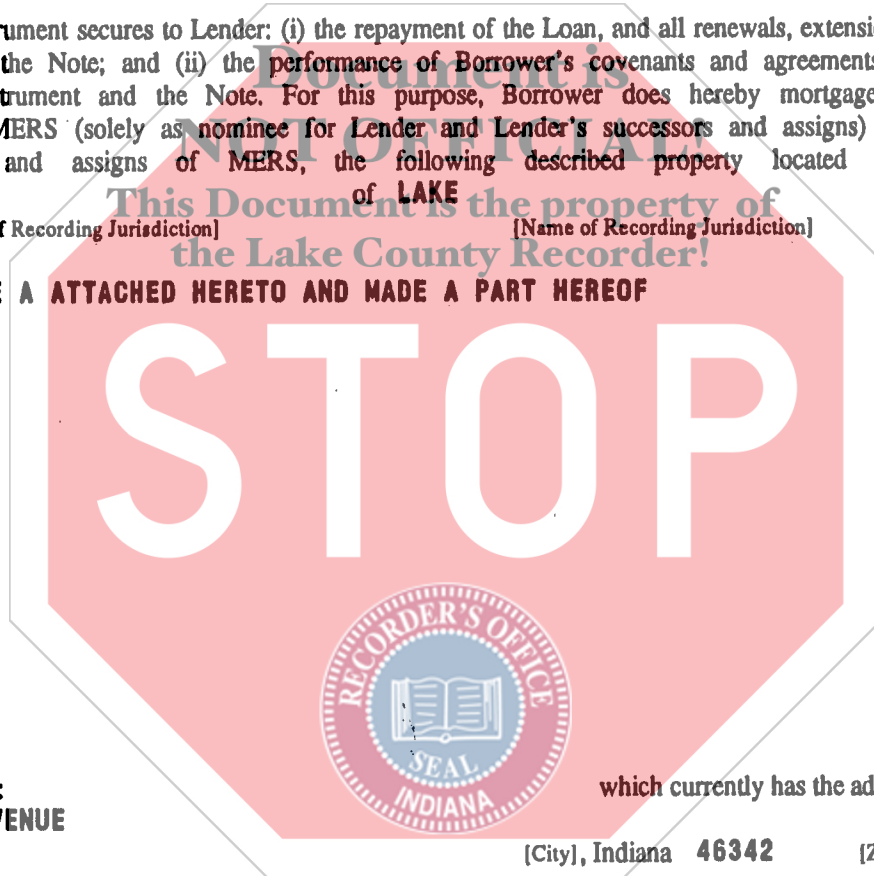 rument secures to Lender: (i) the repayment of the Loan, and all renewals, extensi
the Note; and (ii) the performance of Borrower's covenants and agreements
trument and the Note. For this purpose, Borrower does hereby mortgage
MERS (solely as nominee for Lender and Lender's successors and assigns)
and assigns of MERS, the following described property located
of LAKE
f Recording Jurisdiction] [Name of Recording Jurisdiction]
E A ATTACHED HERETO AND MADE A PART HEREOF
Document is
NOT OFFICIAL!
This Document is the property of
the Lake County Recorder!
STOP
RECORDER'S OFFICE
SEAL
INDIANA
which currently has the ad
VENUE
[City], Indiana 46342 [Z